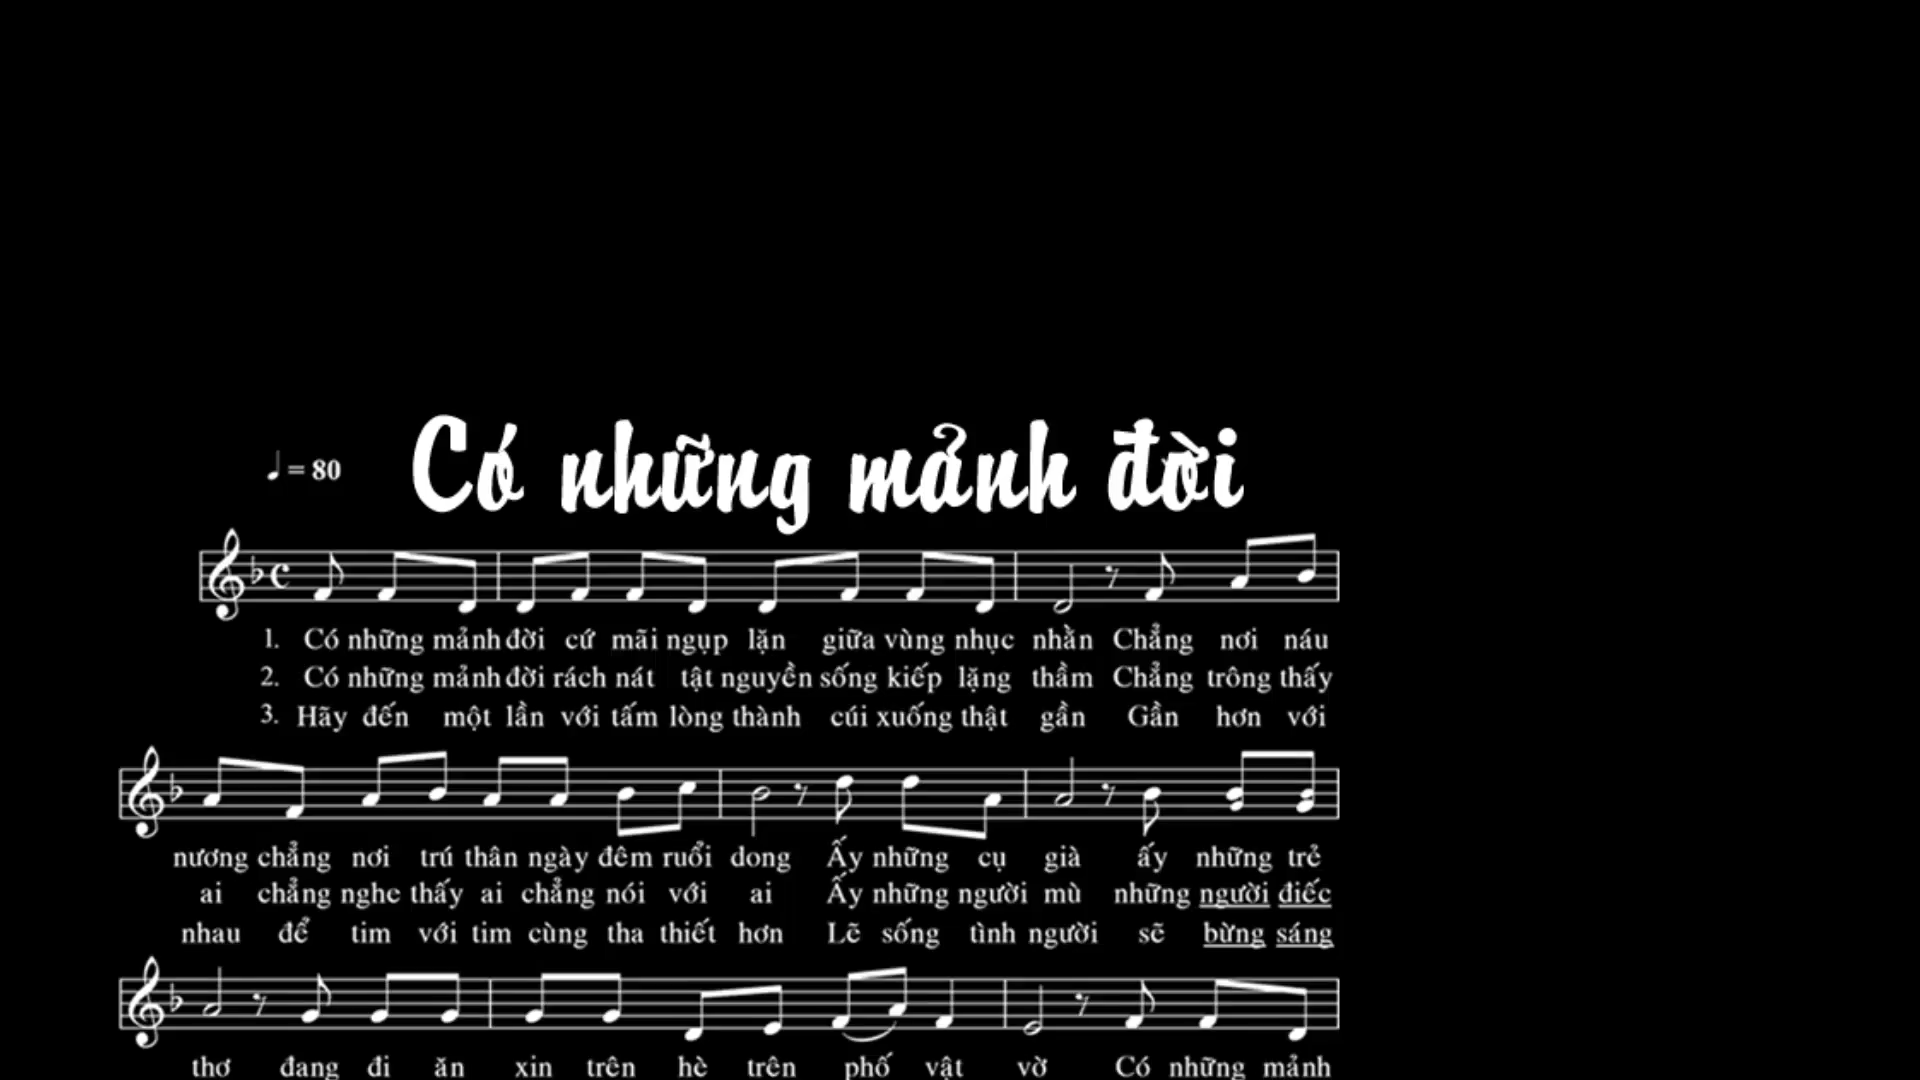 = 80
Có những mảnh đời
1. Có những mảnh đời cứ mãi ngụp lặn giữa vùng nhục nhằn Chẳng nơi náu
2. Có những mảnh đời rách nát tật nguyền sống kiếp lặng thầm Chẳng trông thấy
3. Hãy đến một lần với tấm lòng thành cúi xuống thật gần Gần hơn với
nương chẳng nơi trú thân ngày đêm ruổi dong Ấy những cụ già ấy những trẻ
ai chẳng nghe thấy ai chẳng nói với ai Ấy những người mù những người điếc
nhau để tim với tim cùng tha thiết hơn Lẽ sống tình người sẽ bừng sáng
thơ đang đi ăn xin trên hè trên phố vật vờ Có những mảnh